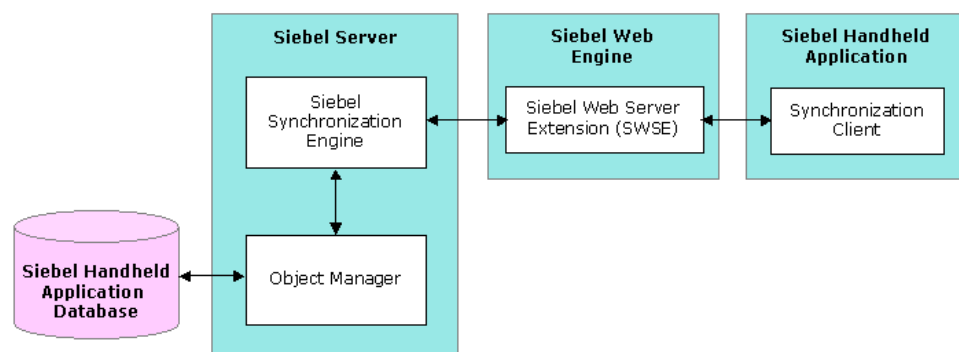 Siebel Server
Siebel
Synchronization
Engine
Object Manager
Siebel Web
Engine
Siebel Web Server
Extension (SWSE)
Siebel Handheld
Application
Synchronization
Client
Siebel Handheld
Application
Database